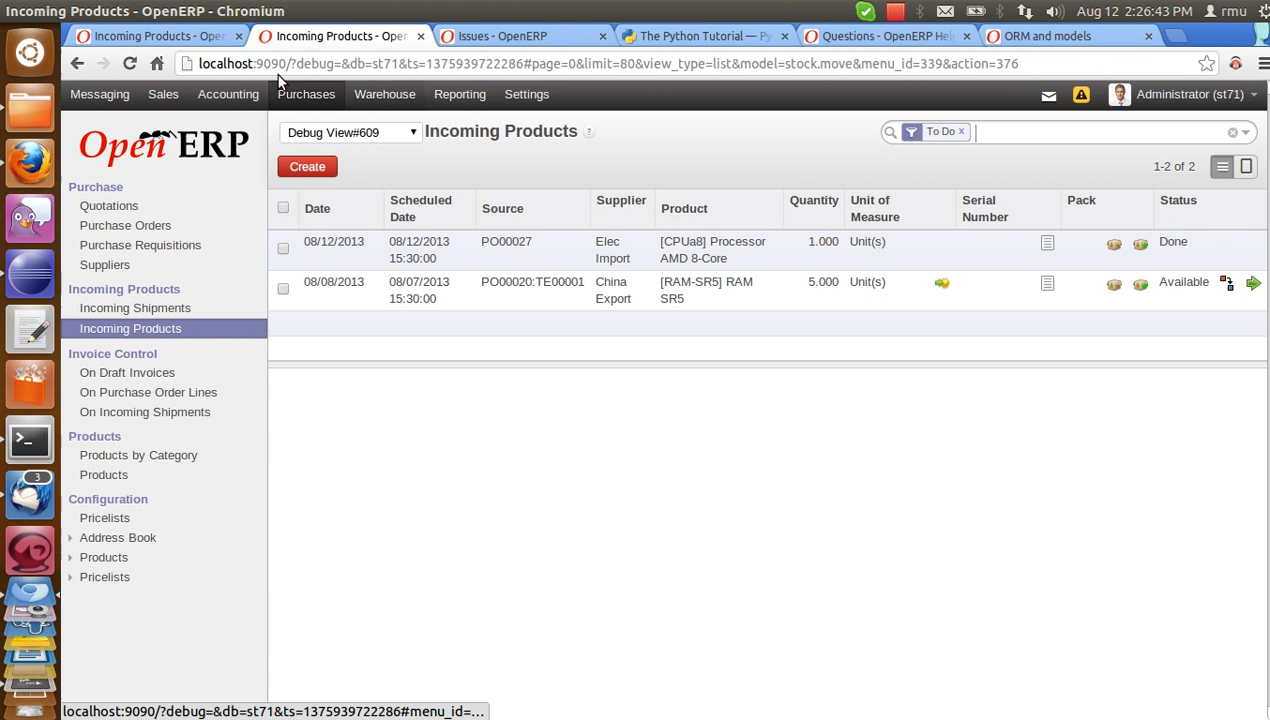 Incoming Products - OpenERP - Chromium
Aug 12 2:26:43 PM
rmu
Incoming Products - Open
Incoming Products - Open
Issues - OpenERP
The Python Tutorial — Py
Questions - OpenERP Hel
ORM and models
localhost:9090/?debug=&db=st71&ts=1375939722286#page=0&limit=80&view_type=list&model=stock.move&menu_id=339&action=376
Messaging
Sales
Accounting
Purchases
Warehouse
Reporting
Settings
Administrator (st71)
OpenERP
Debug View#609
Incoming Products ?
To Do x
Create
1-2 of 2
Purchase
Quotations
Purchase Orders
Purchase Requisitions
Suppliers
Incoming Products
Incoming Shipments
Incoming Products
Invoice Control
On Draft Invoices
On Purchase Order Lines
On Incoming Shipments
Products
Products by Category
Products
Configuration
Pricelists
Address Book
Products
Pricelists
Date
Scheduled
Date
Source
Supplier
Product
Quantity
Unit of
Measure
Serial
Number
Pack
Status
08/12/2013
08/12/2013
15:30:00
PO00027
Elec
Import
[CPUa8] Processor
AMD 8-Core
1.000
Unit(s)
Done
08/08/2013
08/07/2013
15:30:00
PO00020:TE00001
China
Export
[RAM-SR5] RAM
SR5
5.000
Unit(s)
Available
3
localhost:9090/?debug=&db=st71&ts=1375939722286#menu_id=...